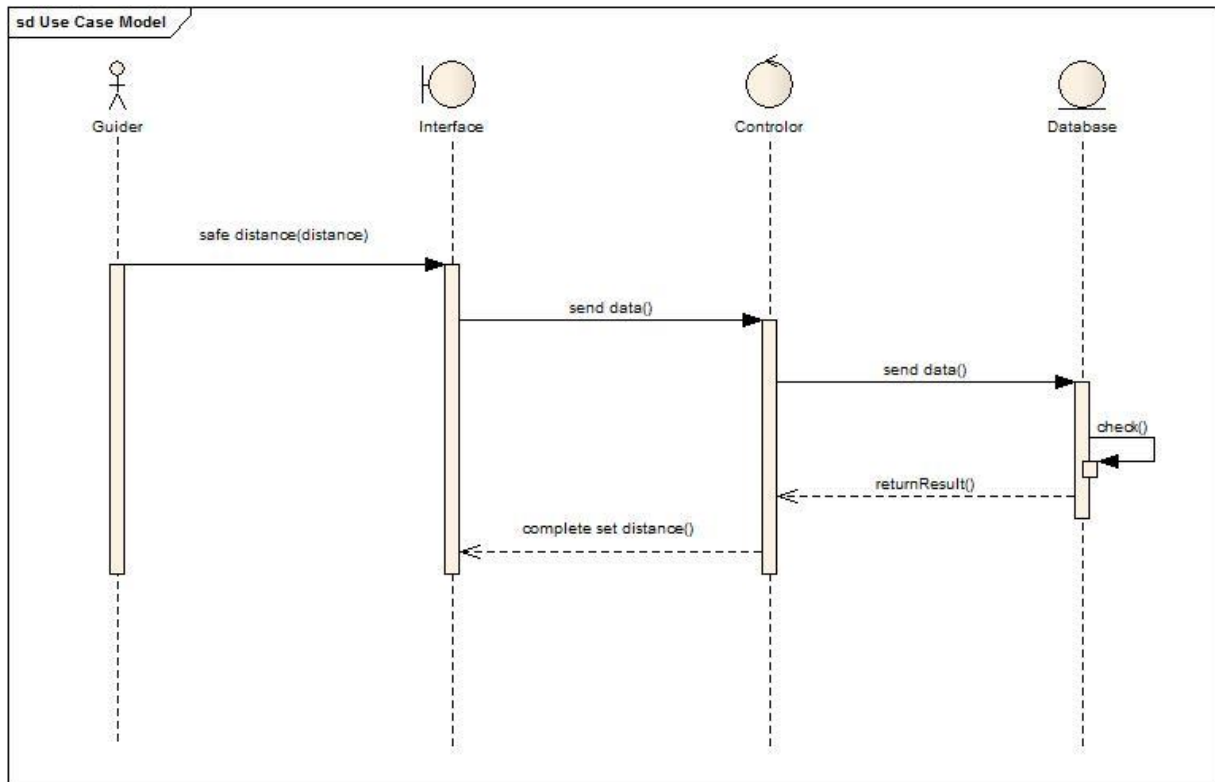 sd Use Case Model
Guider
Interface
Controlor
Database
safe distance(distance)
send data()
send data()
check()
returnResult()
complete set distance()